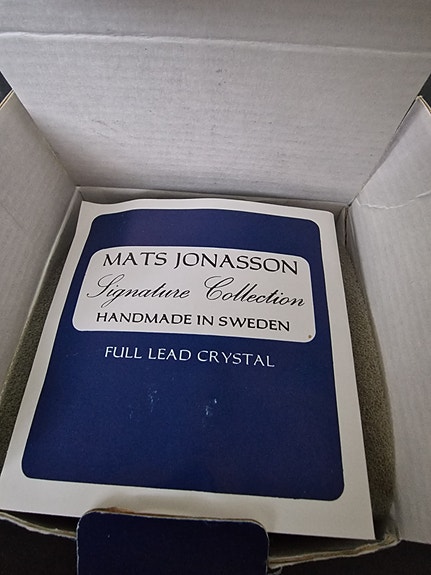 MATS JONASSON
Signature Collection
HANDMADE IN SWEDEN
FULL LEAD CRYSTAL